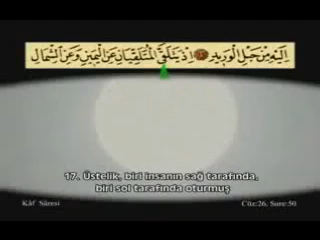 اِلَيْهِ مِنْ حَبْلِ الْوَر۪يدِ ﴿١٦﴾ اِذْ يَتَلَقَّى الْمُتَلَقِّيَانِ عَنِ الْيَم۪ينِ وَعَنِ الشِّمَالِ
17. Üstelik, biri insanın sağ tarafında,
biri sol tarafında oturmuş
Kâf Sûresi Cüz:26, Sure:50